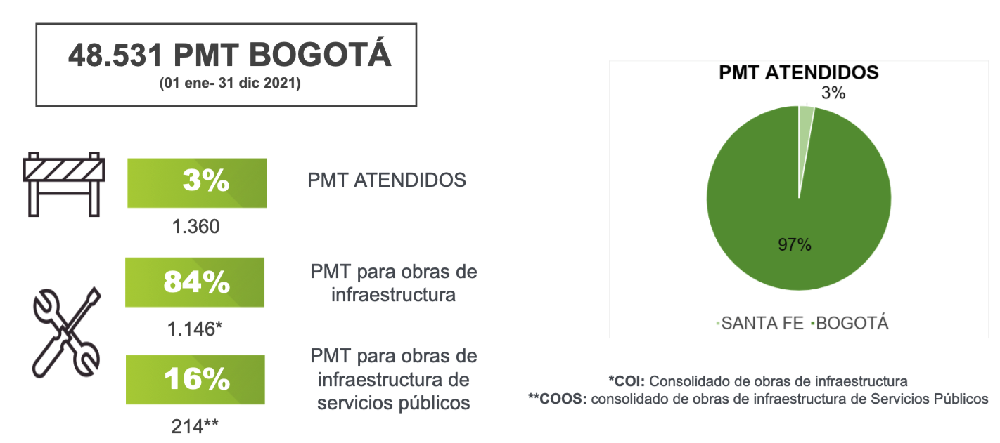 48.531 PMT BOGOTÁ
(01 ene- 31 dic 2021)
3%
PMT ATENDIDOS
1.360
84%
PMT para obras de
infraestructura
1.146*
16%
PMT para obras de
infraestructura de
servicios públicos
214**
PMT ATENDIDOS
3%
97%
SANTA FE BOGOTÁ
*COI: Consolidado de obras de infraestructura
**COOS: consolidado de obras de infraestructura de Servicios Públicos